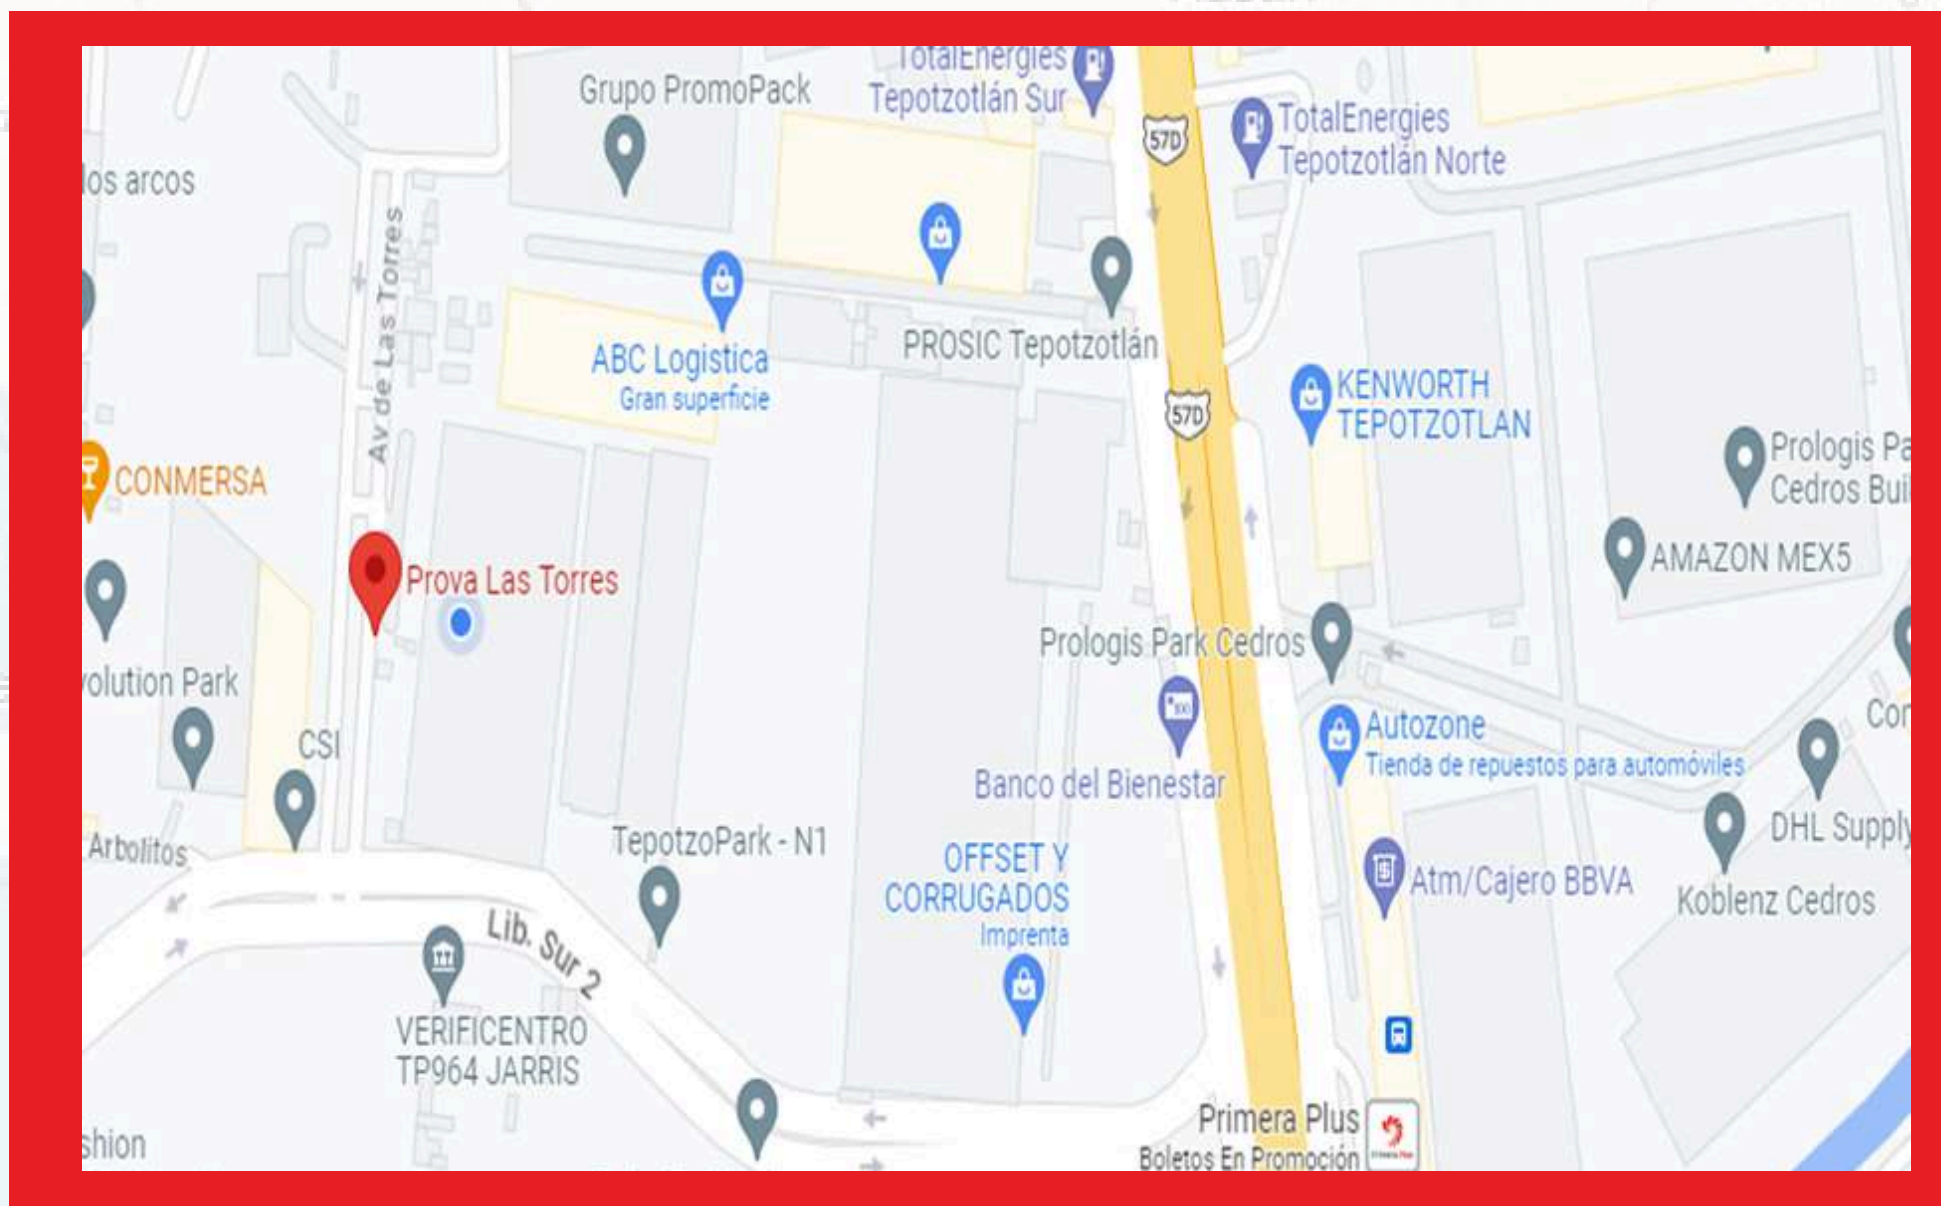 TotalEnergies
Tepotzotlán Sur
Grupo PromoPack
57D
TotalEnergies
Tepotzotlán Norte
los arcos
Av de Las Torres
ABC Logistica
Gran superficie
PROSIC Tepotzotlán
57D
KENWORTH
TEPOTZOTLAN
CONMERSA
Prologis Pa
Cedros Bui
AMAZON MEX5
Prova Las Torres
Prologis Park Cedros
volution Park
CSI
Con
Autozone
Tienda de repuestos para automóviles
Banco del Bienestar
Arbolitos
TepotzoPark - N1
DHL Supply
OFFSET Y
CORRUGADOS
Imprenta
Atm/Cajero BBVA
Koblenz Cedros
Lib. Sur 2
VERIFICENTRO
TP964 JARRIS
shion
Primera Plus
Boletos En Promoción